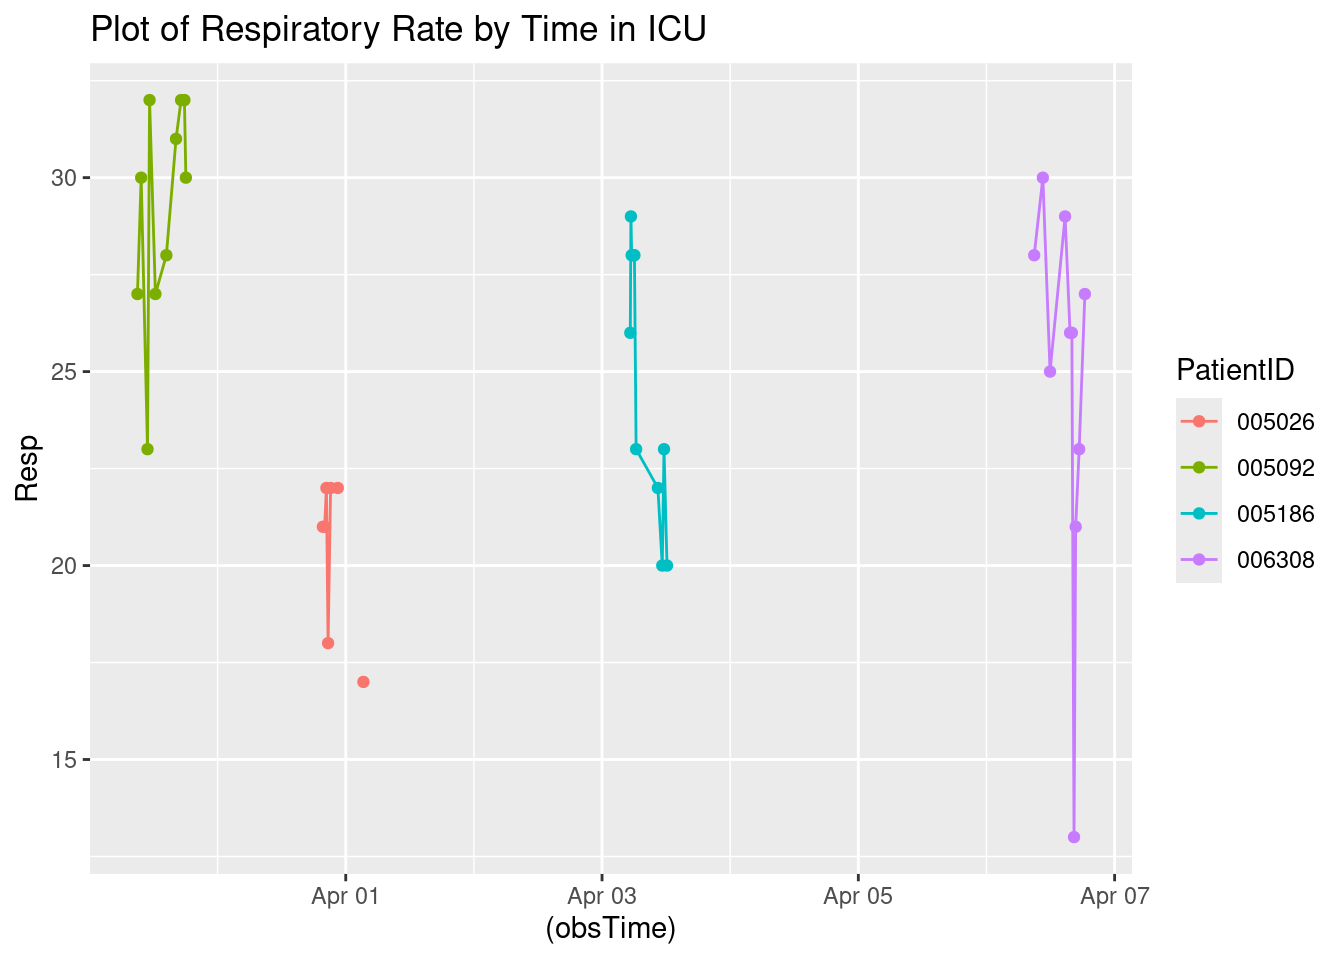 Plot of Respiratory Rate by Time in ICU
30
25
20
15
Resp
Apr 01
Apr 03
Apr 05
Apr 07
(obsTime)
PatientID
005026
005092
005186
006308